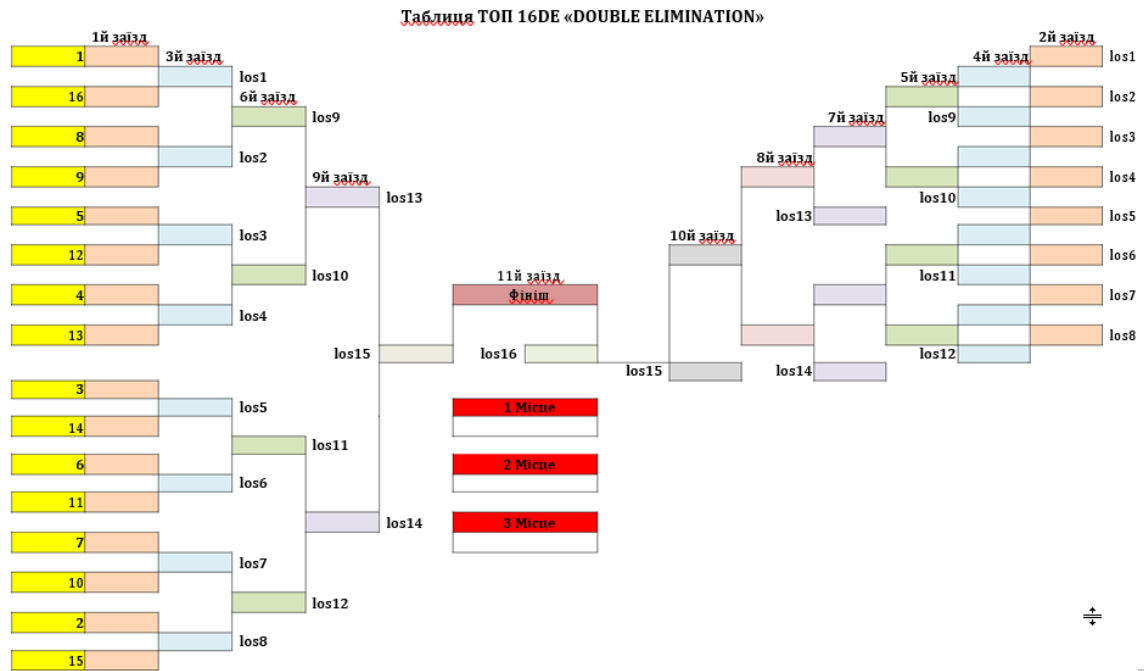 Таблиця ТОП 16DE «DOUBLE ELIMINATION»
1й заїзд
2й заїзд
3й заїзд
4й заїзд
1
los1
los1
5й заїзд
16
6й заїзд
los2
los9
los9
7й заїзд
8
los3
los2
8й заїзд
9
9й заїзд
los4
los13
los10
5
los13
los5
los3
10й заїзд
12
los6
los10
11й заїзд
los11
4
Фініш
los7
los4
13
los8
los15
los16
los12
los15
los14
3
los5
1 Місце
14
los11
6
2 Місце
los6
11
3 Місце
los14
7
los7
10
los12
2
los8
15